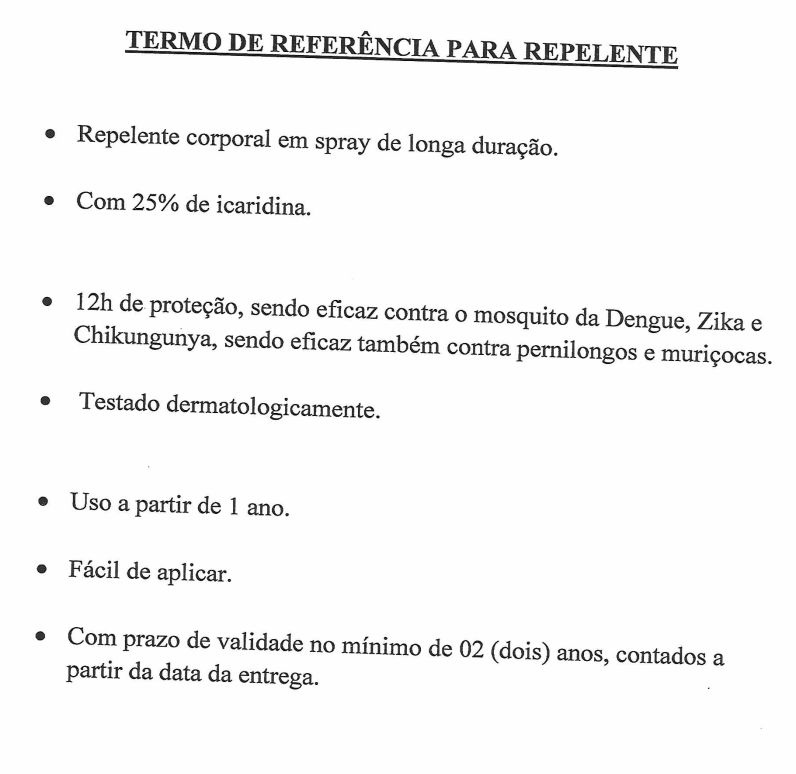 TERMO DE REFERÊNCIA PARA REPELENTE
• Repelente corporal em spray de longa duração.
• Com 25% de icaridina.
• 12h de proteção, sendo eficaz contra o mosquito da Dengue, Zika e
Chikungunya, sendo eficaz também contra pernilongos e muriçocas.
• Testado dermatologicamente.
• Uso a partir de 1 ano.
• Fácil de aplicar.
• Com prazo de validade no mínimo de 02 (dois) anos, contados a
partir da data da entrega.